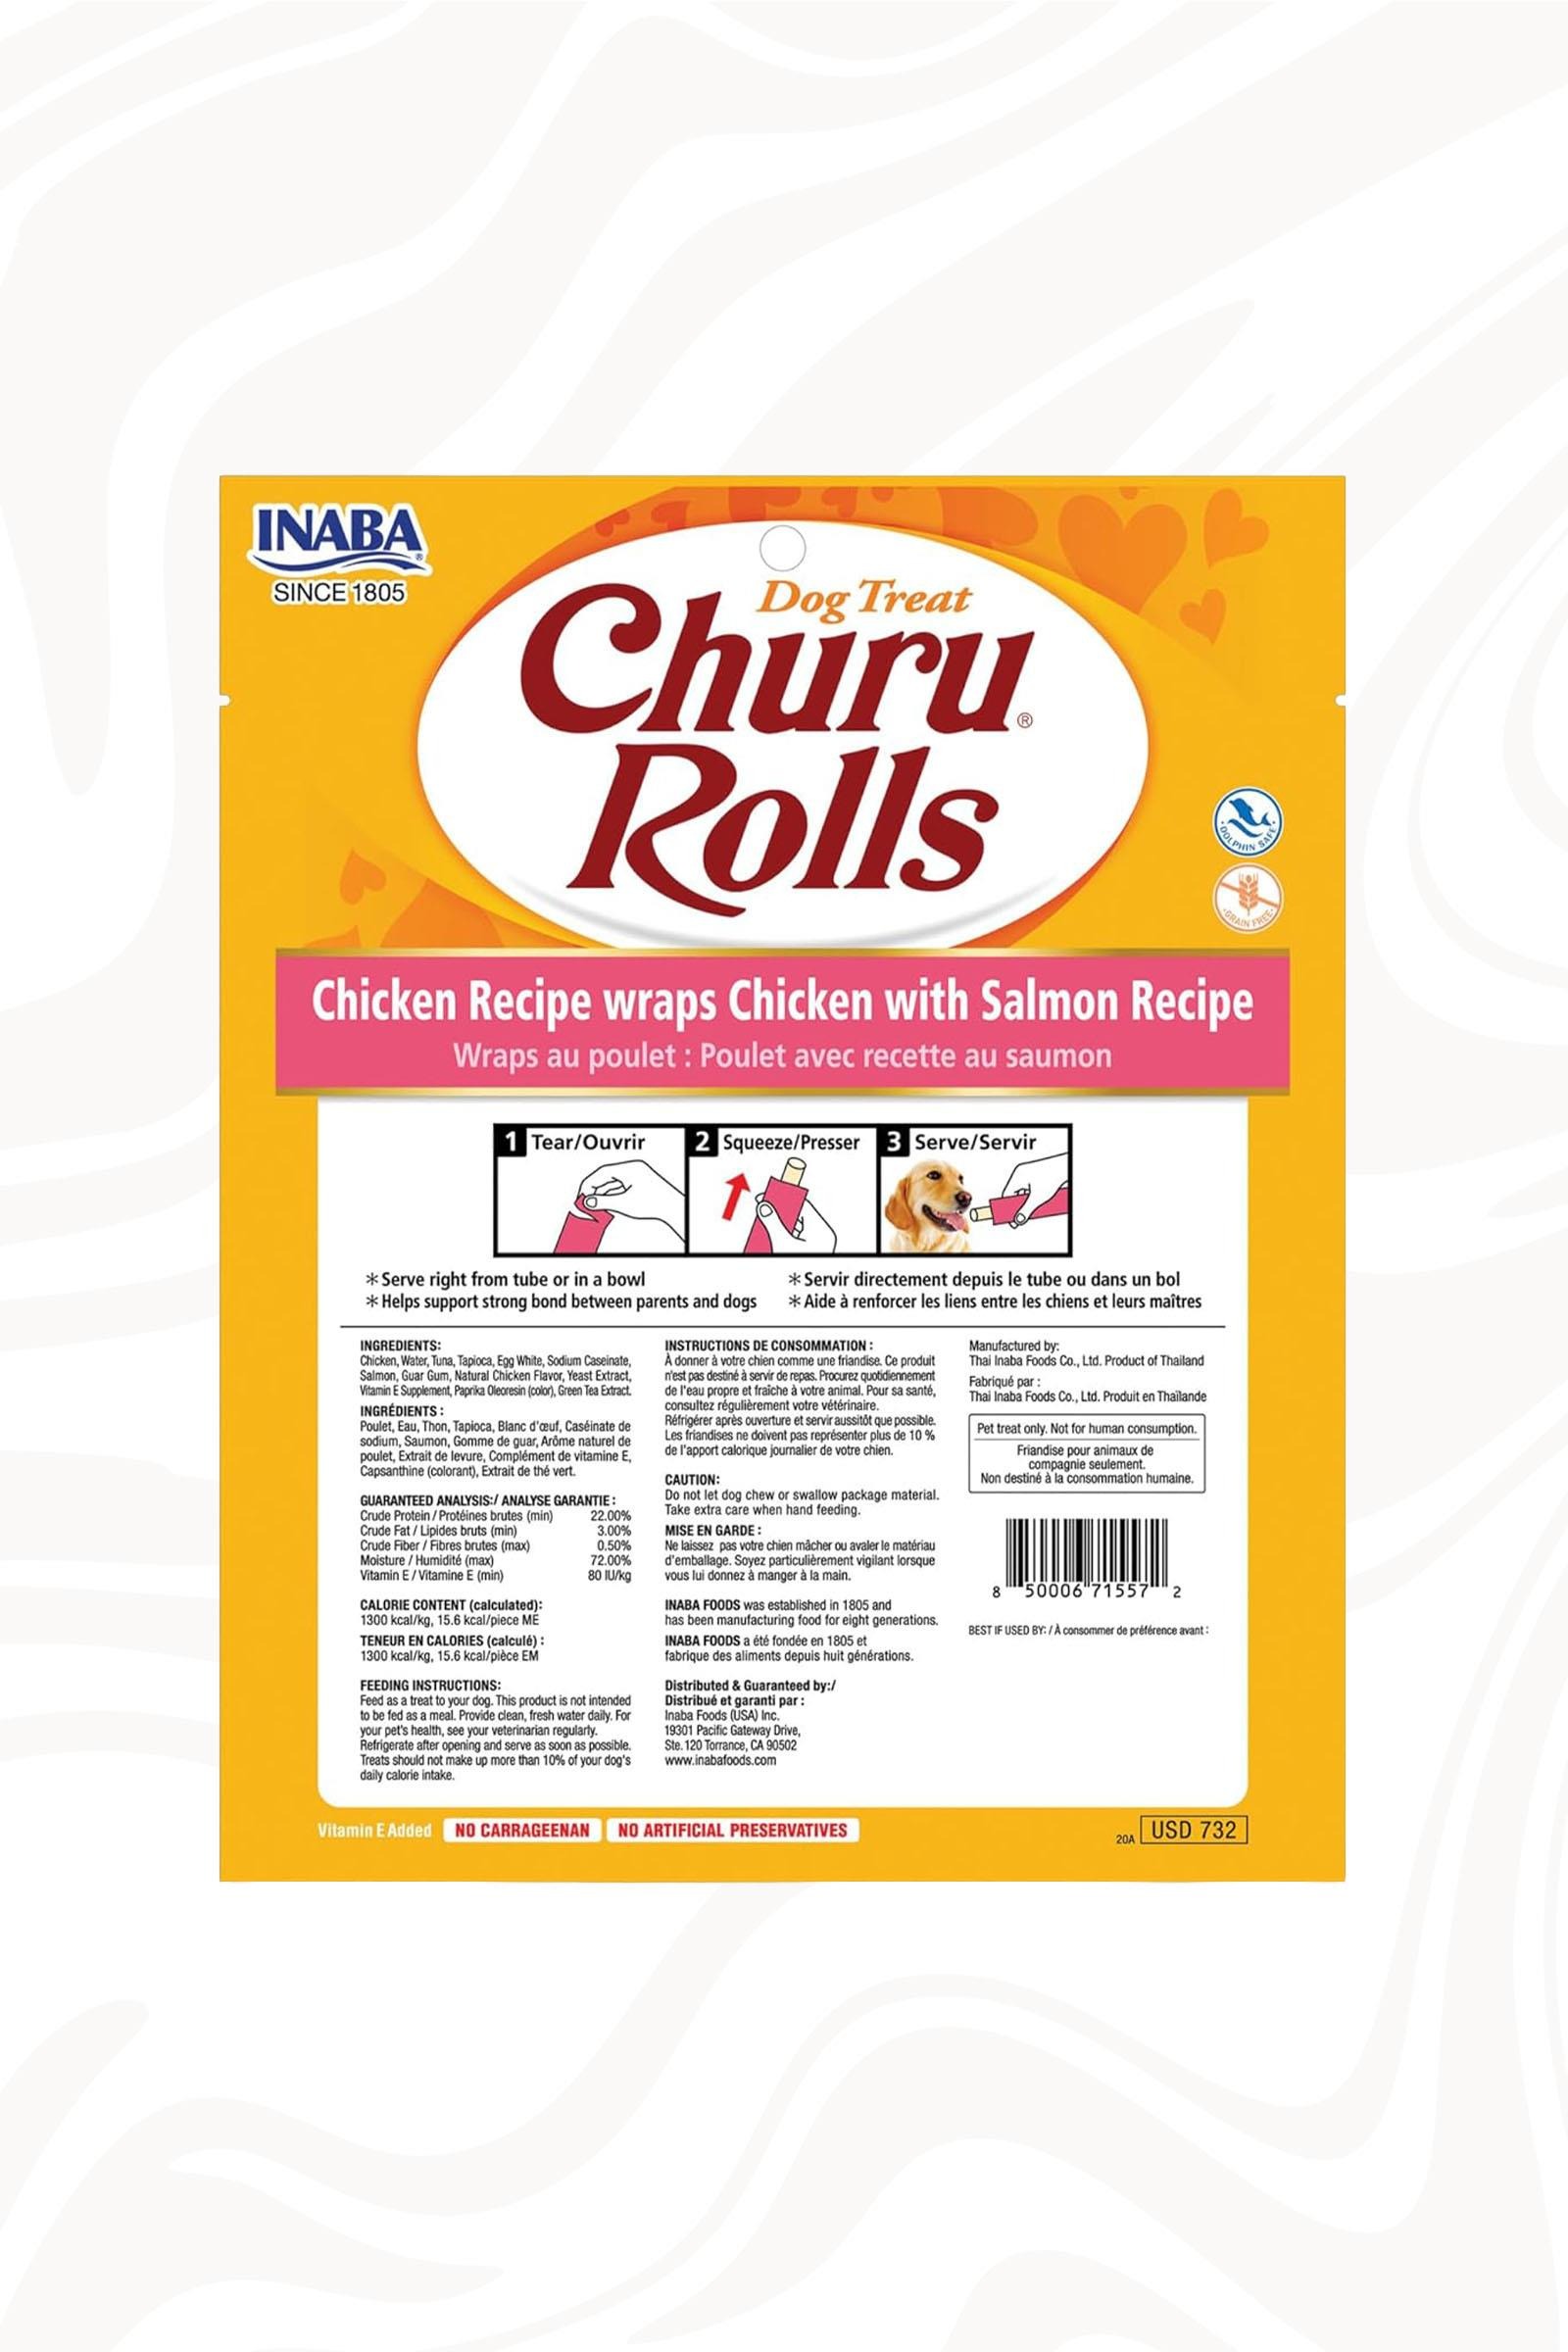 INABA®
SINCE 1805
Dog Treat
Churu®
Rolls
DOLPHIN SAFE
GRAIN FREE
Chicken Recipe wraps Chicken with Salmon Recipe
Wraps au poulet : Poulet avec recette au saumon
1 Tear/Ouvrir
2 Squeeze/Presser
3 Serve/Servir
*Serve right from tube or in a bowl
*Helps support strong bond between parents and dogs
*Servir directement depuis le tube ou dans un bol
*Aide à renforcer les liens entre les chiens et leurs maîtres
INGREDIENTS:
Chicken, Water, Tuna, Tapioca, Egg White, Sodium Caseinate,
Salmon, Guar Gum, Natural Chicken Flavor, Yeast Extract,
Vitamin E Supplement, Paprika Oleoresin (color), Green Tea Extract.
INGRÉDIENTS :
Poulet, Eau, Thon, Tapioca, Blanc d'œuf, Caséinate de
sodium, Saumon, Gomme de guar, Arôme naturel de
poulet, Extrait de levure, Complément de vitamine E,
Capsanthine (colorant), Extrait de thé vert.
GUARANTEED ANALYSIS:/ ANALYSE GARANTIE :
Crude Protein / Protéines brutes (min) 22.00%
Crude Fat / Lipides bruts (min) 3.00%
Crude Fiber / Fibres brutes (max) 0.50%
Moisture / Humidité (max) 72.00%
Vitamin E / Vitamine E (min) 80 IU/kg
CALORIE CONTENT (calculated):
1300 kcal/kg, 15.6 kcal/piece ME
TENEUR EN CALORIES (calculé) :
1300 kcal/kg, 15.6 kcal/pièce EM
FEEDING INSTRUCTIONS:
Feed as a treat to your dog. This product is not intended
to be fed as a meal. Provide clean, fresh water daily. For
your pet's health, see your veterinarian regularly.
Refrigerate after opening and serve as soon as possible.
Treats should not make up more than 10% of your dog's
daily calorie intake.
INSTRUCTIONS DE CONSOMMATION :
À donner à votre chien comme une friandise. Ce produit
n'est pas destiné à servir de repas. Procurez quotidiennement
de l'eau propre et fraîche à votre animal. Pour sa santé,
consultez régulièrement votre vétérinaire.
Réfrigérer après ouverture et servir aussitôt que possible.
Les friandises ne doivent pas représenter plus de 10 %
de l'apport calorique journalier de votre chien.
CAUTION:
Do not let dog chew or swallow package material.
Take extra care when hand feeding.
MISE EN GARDE :
Ne laissez pas votre chien mâcher ou avaler le matériau
d'emballage. Soyez particulièrement vigilant lorsque
vous lui donnez à manger à la main.
INABA FOODS was established in 1805 and
has been manufacturing food for eight generations.
INABA FOODS a été fondée en 1805 et
fabrique des aliments depuis huit générations.
Distributed & Guaranteed by:/
Distribué et garanti par :
Inaba Foods (USA) Inc.
19301 Pacific Gateway Drive,
Ste. 120 Torrance, CA 90502
www.inabafoods.com
Manufactured by:
Thai Inaba Foods Co., Ltd. Product of Thailand
Fabriqué par :
Thai Inaba Foods Co., Ltd. Produit en Thaïlande
Pet treat only. Not for human consumption.
Friandise pour animaux de
compagnie seulement.
Non destiné à la consommation humaine.
8 50006 71557 2
BEST IF USED BY: / À consommer de préférence avant :
Vitamin E Added
NO CARRAGEENAN
NO ARTIFICIAL PRESERVATIVES
20A USD 732